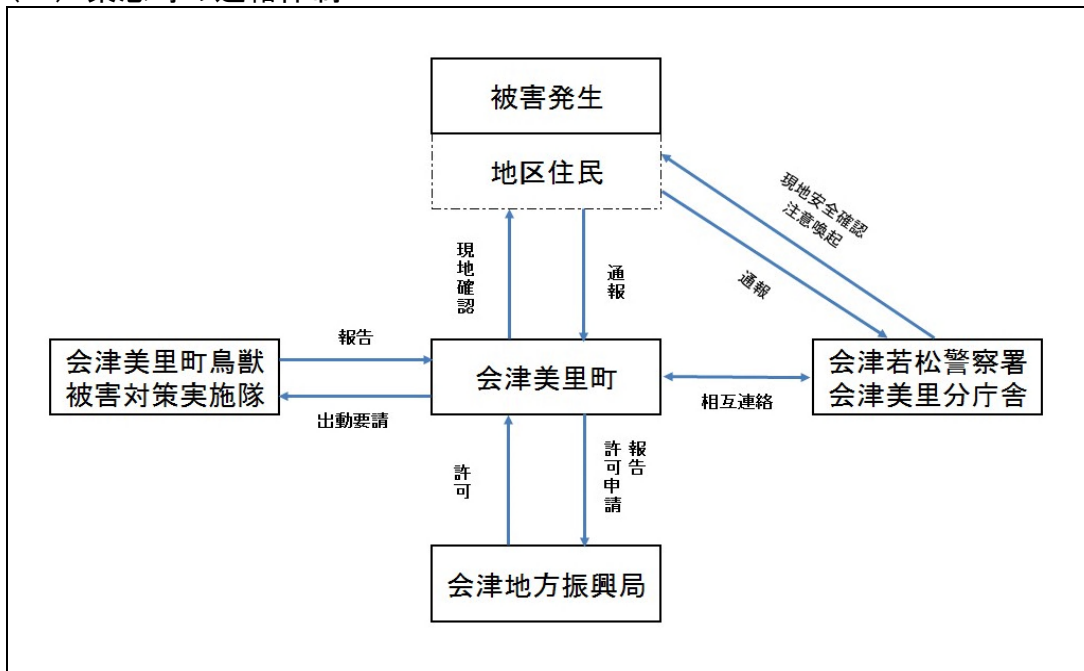 被害発生
地区住民
現地安全確認
注意喚起
通報
現地確認
通報
報告
会津美里町鳥獣
被害対策実施隊
会津美里町
会津若松警察署
会津美里分庁舎
出動要請
相互連絡
許可
報告
許可申請
会津地方振興局